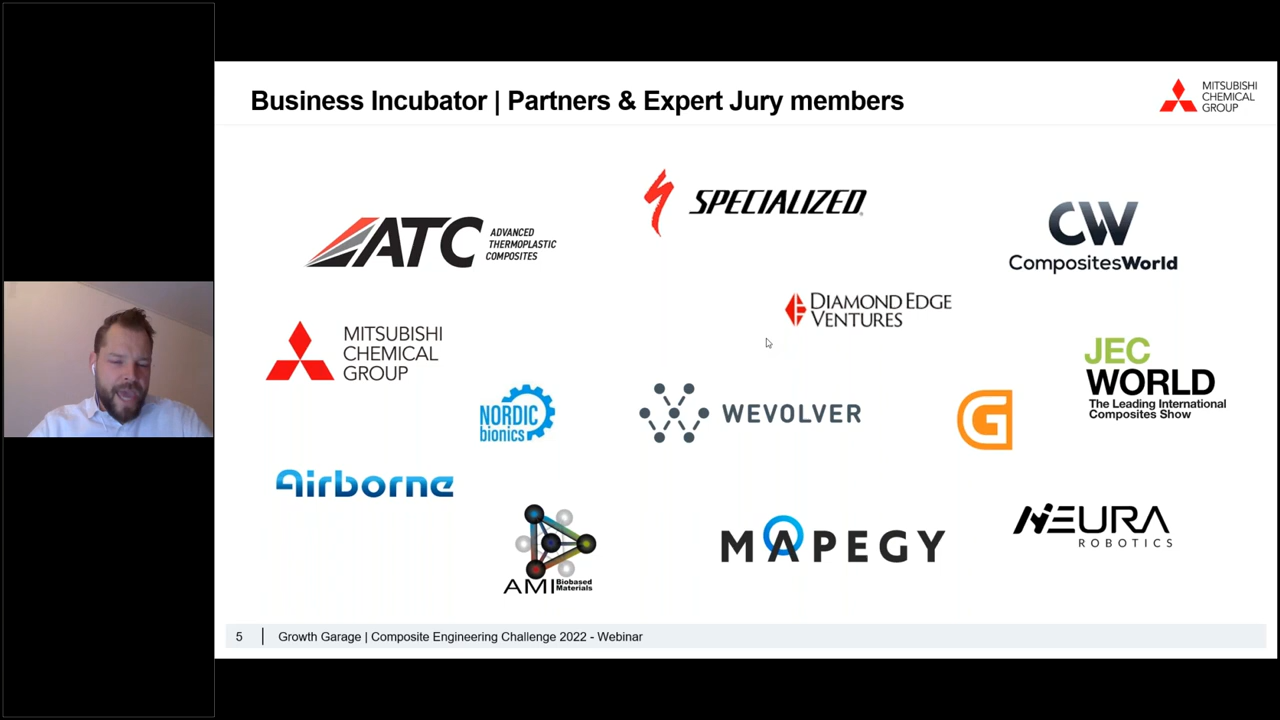 Business Incubator | Partners & Expert Jury members
MITSUBISHI
CHEMICAL
GROUP
SPECIALIZED
ATC
ADVANCED
THERMOPLASTIC
COMPOSITES
CW
CompositesWorld
DIAMOND EDGE
VENTURES
MITSUBISHI
CHEMICAL
GROUP
JEC
WORLD
The Leading International
Composites Show
NORDIC
bionics
WEVOLVER
G
Airborne
AMI
Biobased
Materials
MAPEGY
NEURA
ROBOTICS
5
Growth Garage | Composite Engineering Challenge 2022 - Webinar